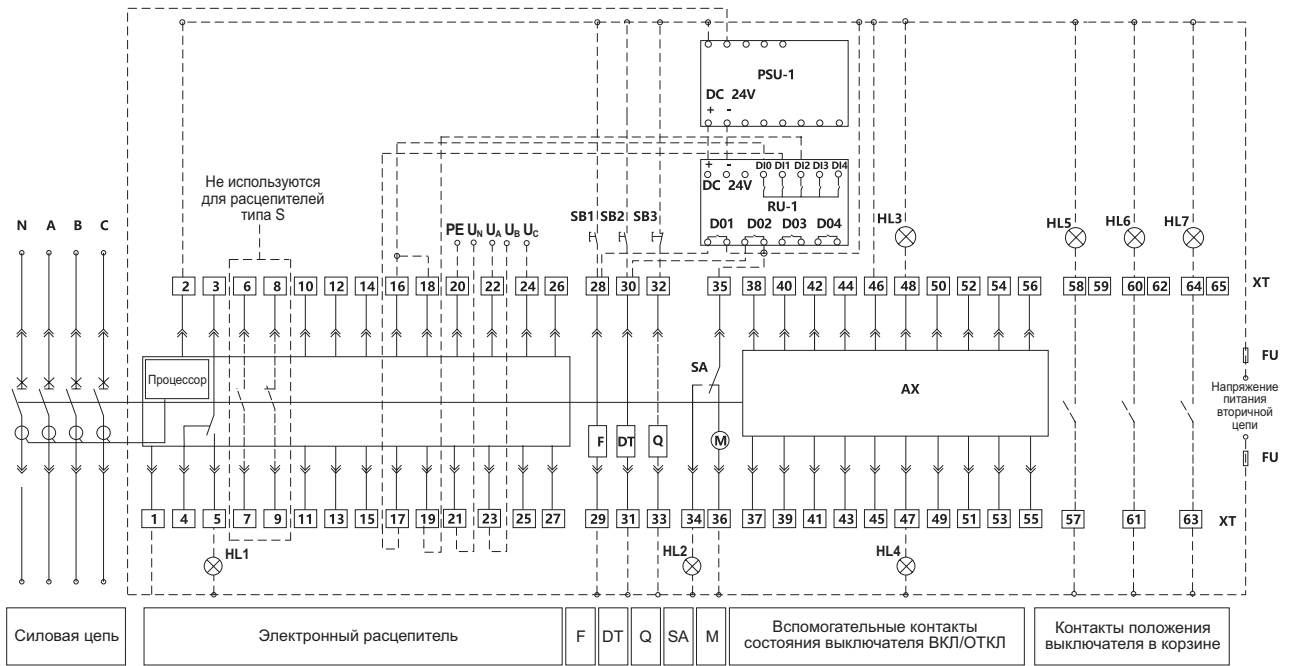 PSU-1
DC 24V
+ -
+ - DI0 DI1 DI2 DI3 DI4
DC 24V
RU-1
D01 D02 D03 D04
Не используются
для расцепителей
типа S
N A B C
PE UN UA UB UC
SB1 SB2 SB3
HL3 HL5 HL6 HL7
2 3 6 8 10 12 14 16 18 20 22 24 26 28 30 32 35 38 40 42 44 46 48 50 52 54 56 58 59 60 62 64 65 XT
Процессор
SA
AX
FU
Напряжение
питания
вторичной
цепи
FU
F DT Q M
1 4 5 7 9 11 13 15 17 19 21 23 25 27 29 31 33 34 36 37 39 41 43 45 47 49 51 53 55 57 61 63 XT
HL1 HL2 HL4
Силовая цепь
Электронный расцепитель
F DT Q SA M
Вспомогательные контакты
состояния выключателя ВКЛ/ОТКЛ
Контакты положения
выключателя в корзине